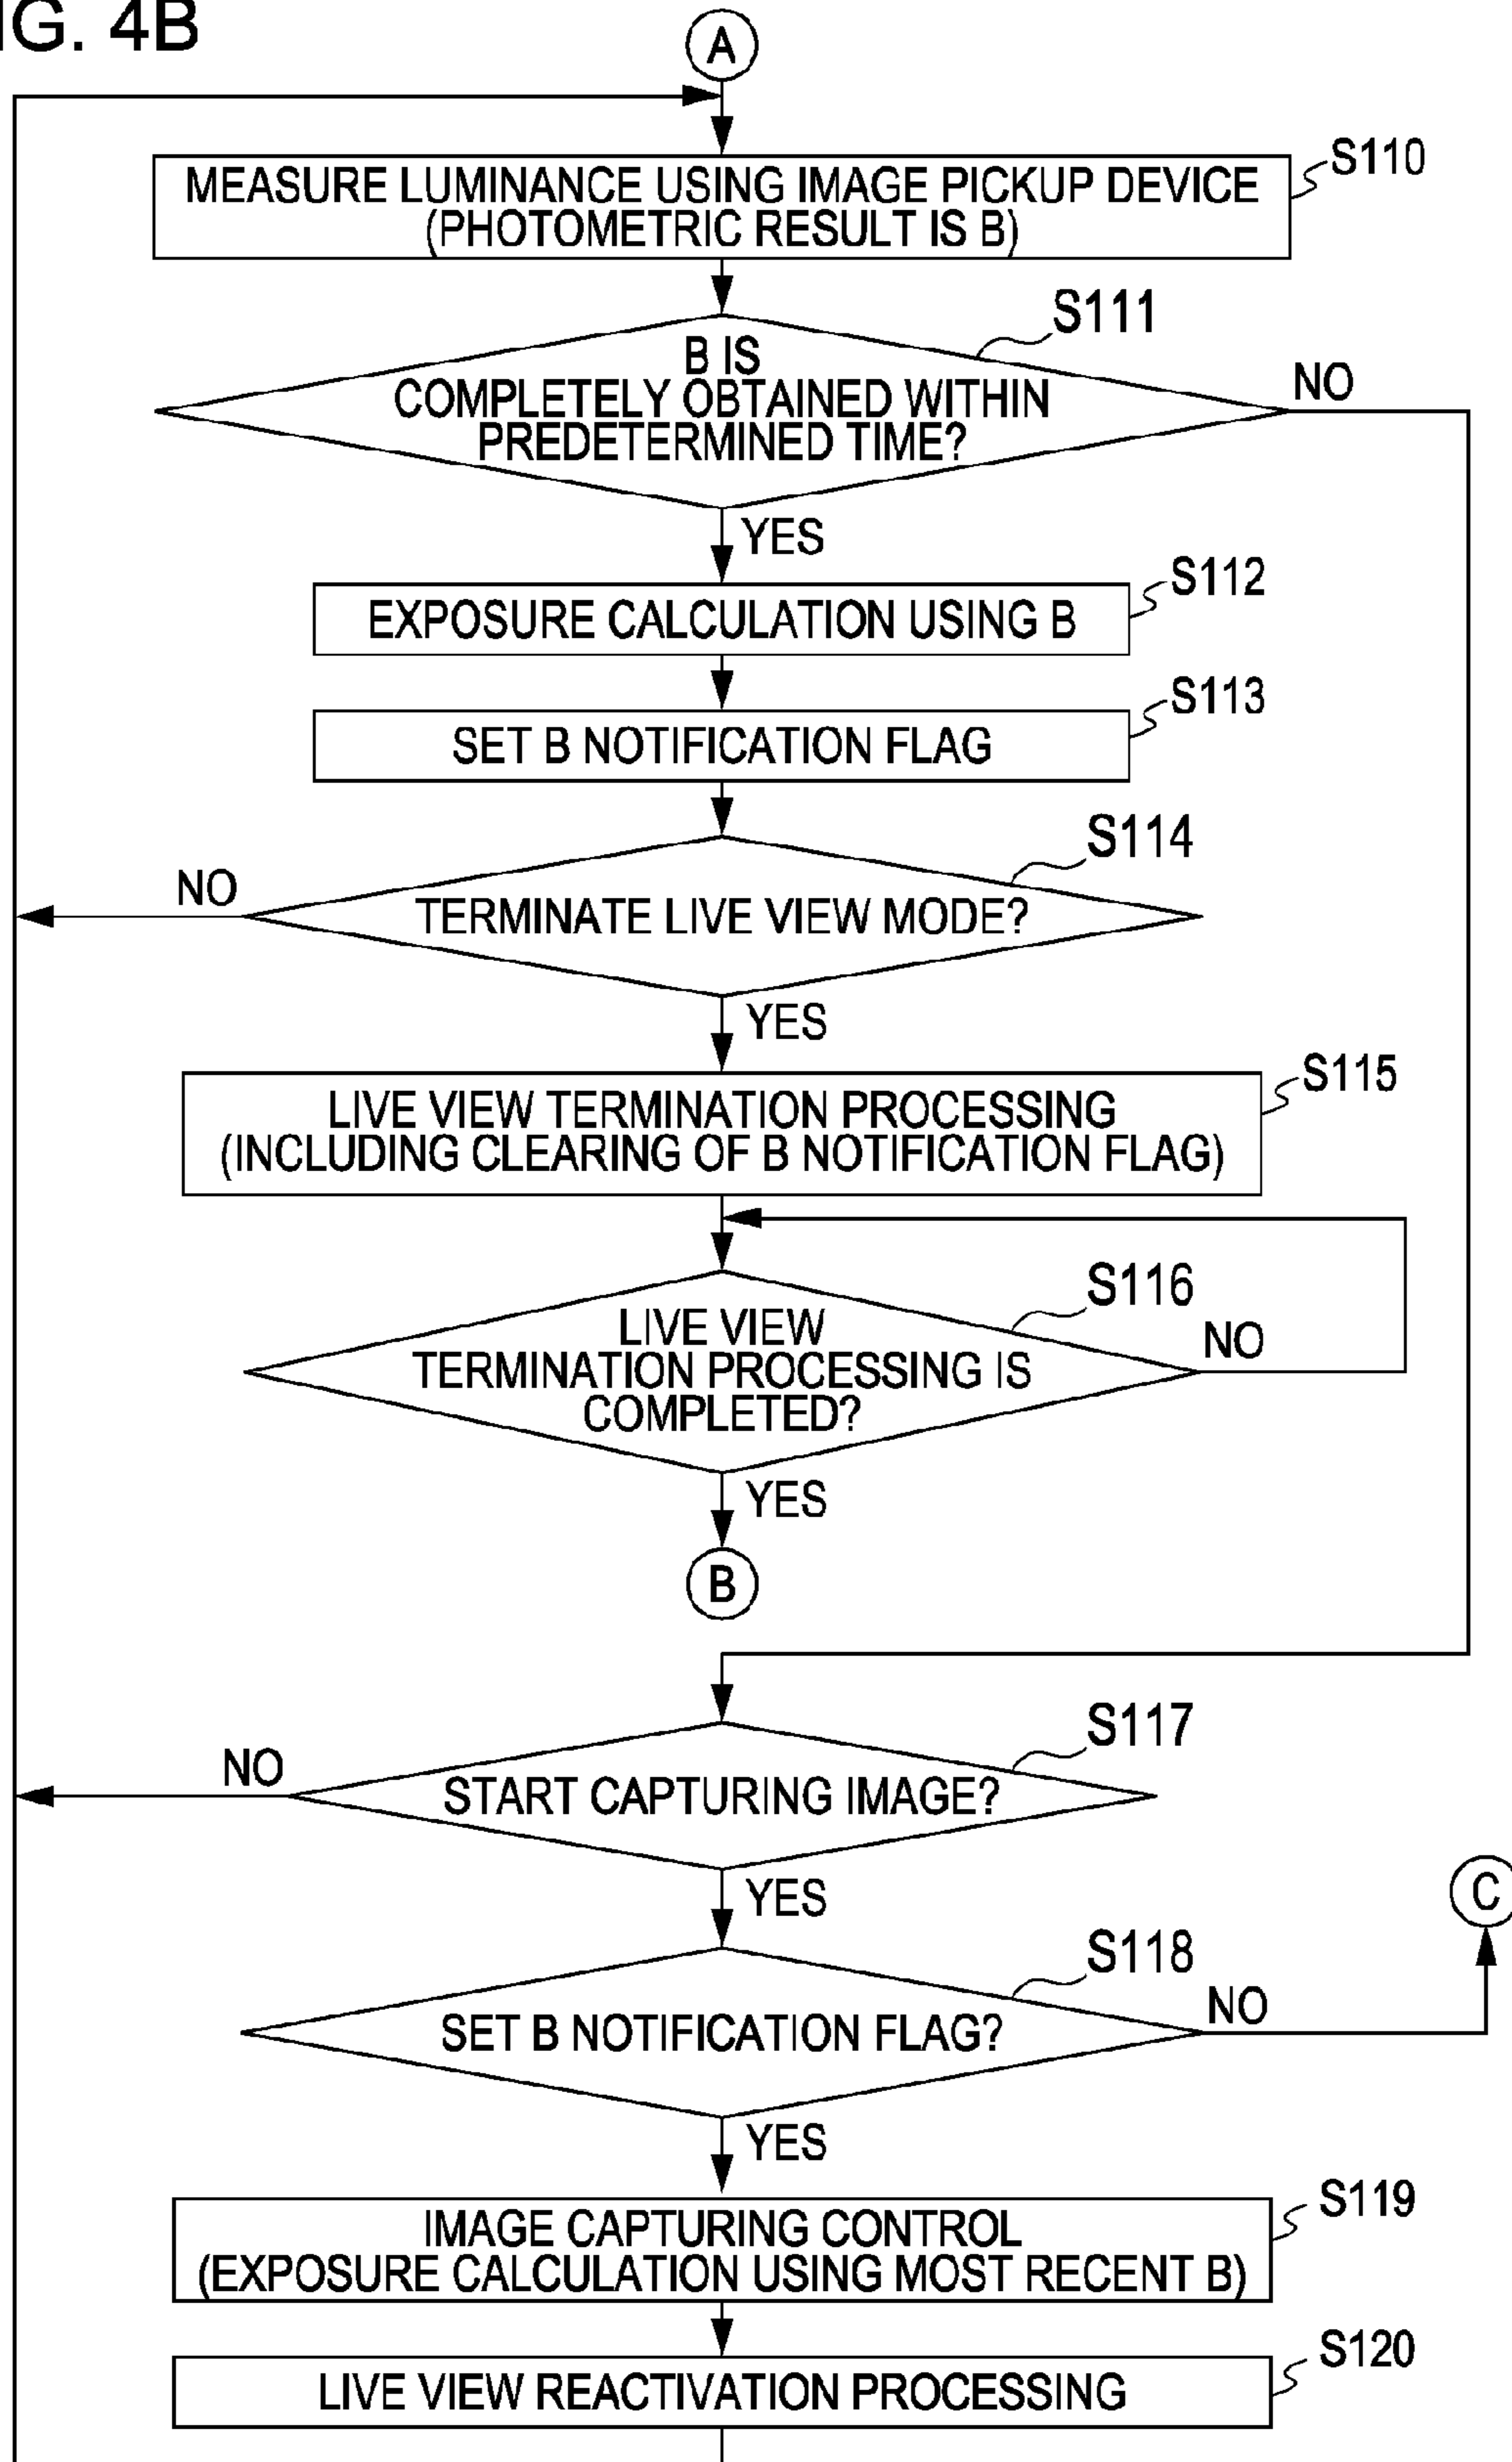 IG. 4B
A
S110
MEASURE LUMINANCE USING IMAGE PICKUP DEVICE
(PHOTOMETRIC RESULT IS B)
S111
B IS
COMPLETELY OBTAINED WITHIN
PREDETERMINED TIME?
NO
YES
S112
EXPOSURE CALCULATION USING B
S113
SET B NOTIFICATION FLAG
S114
NO
TERMINATE LIVE VIEW MODE?
YES
S115
LIVE VIEW TERMINATION PROCESSING
(INCLUDING CLEARING OF B NOTIFICATION FLAG)
S116
LIVE VIEW
TERMINATION PROCESSING IS
COMPLETED?
NO
YES
B
S117
NO
START CAPTURING IMAGE?
YES
C
S118
SET B NOTIFICATION FLAG?
NO
YES
S119
IMAGE CAPTURING CONTROL
(EXPOSURE CALCULATION USING MOST RECENT B)
S120
LIVE VIEW REACTIVATION PROCESSING